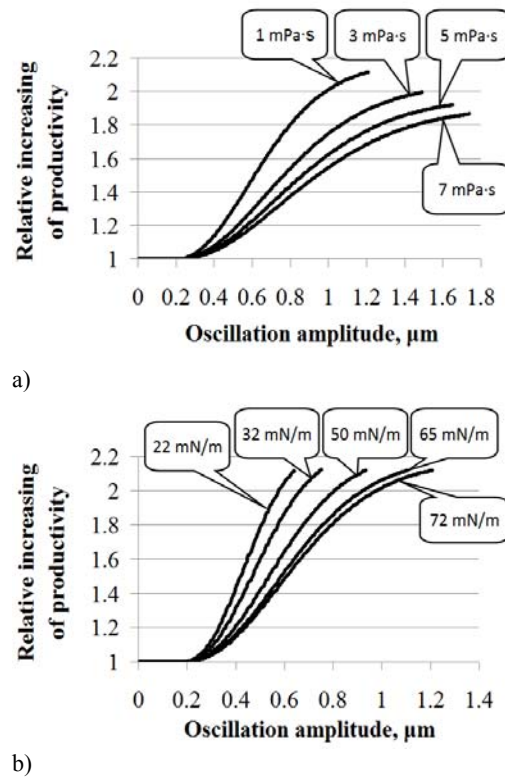 1 mPa·s
3 mPa·s
5 mPa·s
7 mPa·s
Relative increasing
of productivity
2.2
2
1.8
1.6
1.4
1.2
1
0 0.2 0.4 0.6 0.8 1 1.2 1.4 1.6 1.8
Oscillation amplitude, µm
a)
22 mN/m
32 mN/m
50 mN/m
65 mN/m
72 mN/m
Relative increasing
of productivity
2.2
2
1.8
1.6
1.4
1.2
1
0 0.2 0.4 0.6 0.8 1 1.2 1.4
Oscillation amplitude, µm
b)